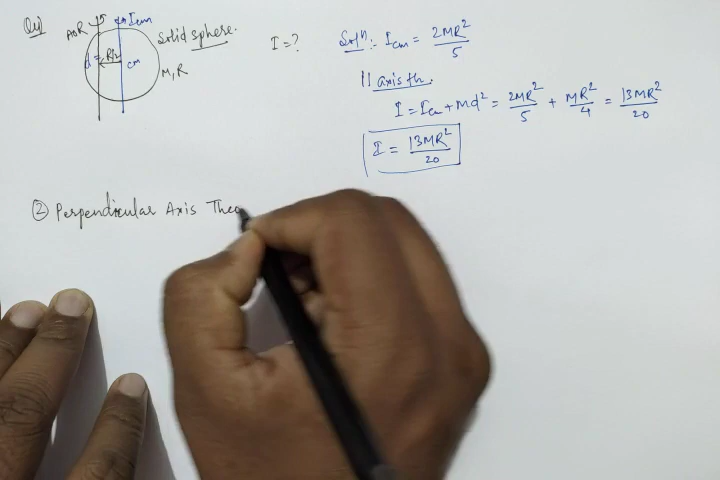 Q4)
AOR
Icm
Solid sphere.
d = R/2
cm
M, R
I = ?
Solⁿ: Icm = 2MR²/5
|| axis th.
I = Icm + Md² = 2MR²/5 + MR²/4 = 13MR²/20
I = 13MR²/20
② Perpendicular Axis Theo